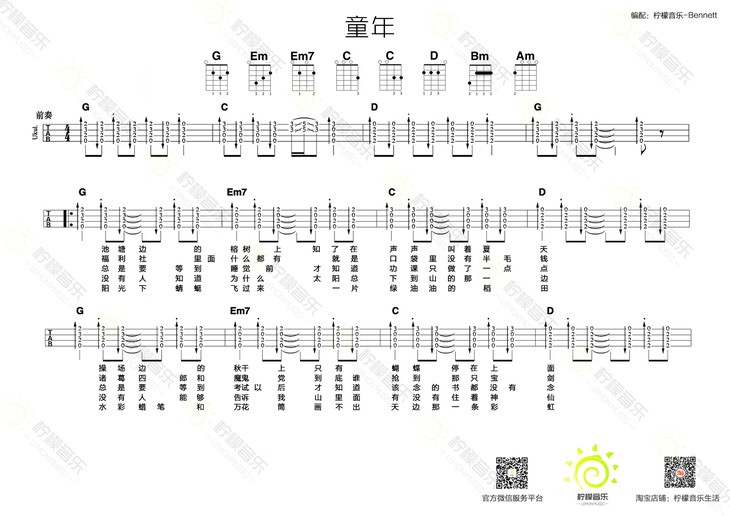 编配：柠檬音乐-Bennett
童年
G Em Em7 C C D Bm Am
前奏
G C D G
Ukul.
TAB 4/4
G Em7 C D
池塘边的榕树上知了在声声叫着夏天
福利社里面什么都有就是口袋里没有半毛钱
总是要等到睡觉前才知道功课只做了一点点
没有人知道为什么太阳总下到山的那一边
阳光下蜻蜓飞过来一片片绿油油的稻田
G Em7 C D
操场边的秋千上只有蝴蝶停在上面
诸葛四郎和魔鬼党到底谁抢到那只宝剑
总是要等到考试以后才知道该念的书都没有念
没有人能够告诉我山里面有没有住着神仙
水彩蜡笔和万花筒画不出天边那一条彩虹
官方微信服务平台
柠檬音乐
淘宝店铺：柠檬音乐生活